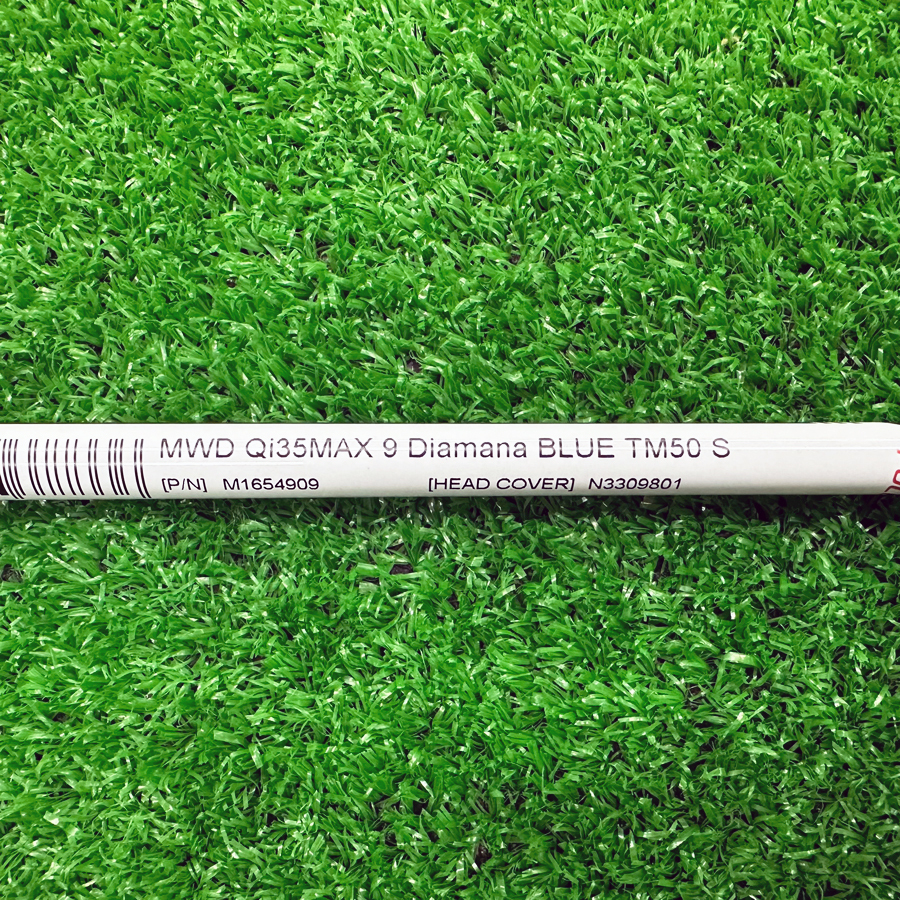 MWD Qi35MAX 9 Diamana BLUE TM50 S
[P/N] M1654909 [HEAD COVER] N3309801